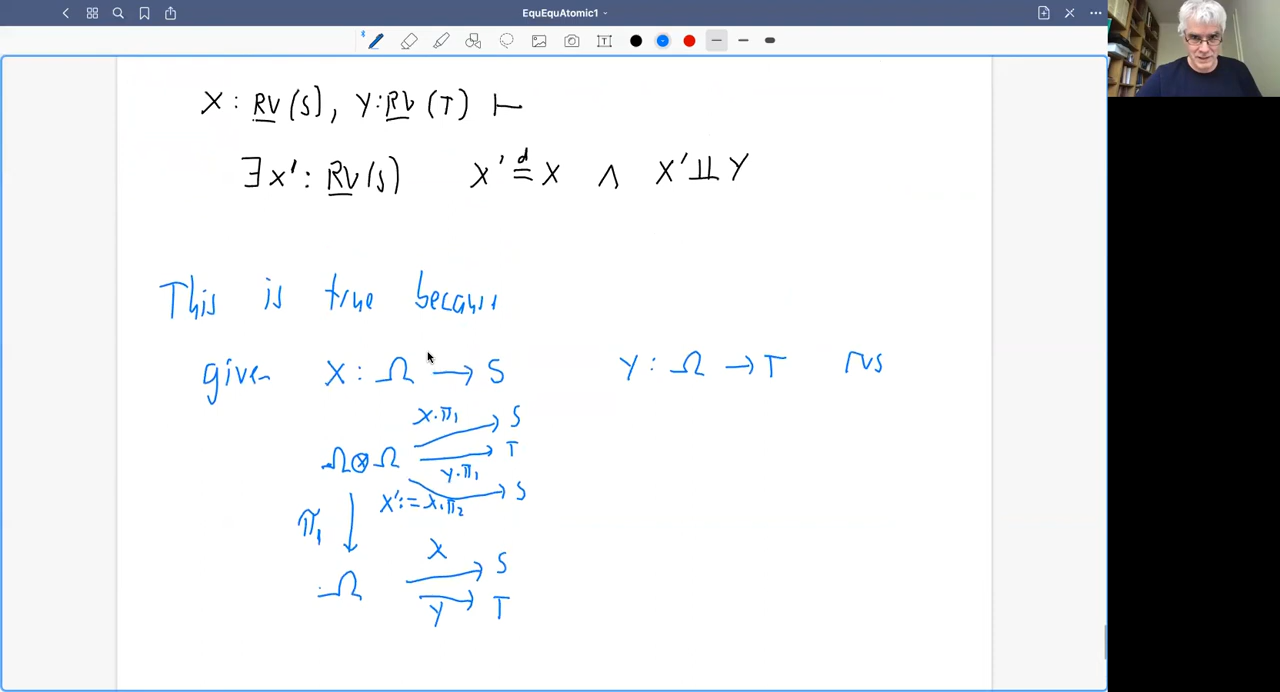 EquEquAtomic1
X : RV(S), Y : RV(T) ⊢
∃X' : RV(S) X' =ᵈ X ∧ X' ⫫ Y
This is true because
given X : Ω → S Y : Ω → T rvs
X·π₁ S
Ω⊗Ω T
Y·π₁
X' := X·π₂ S
π₁
X S
Ω
Y T